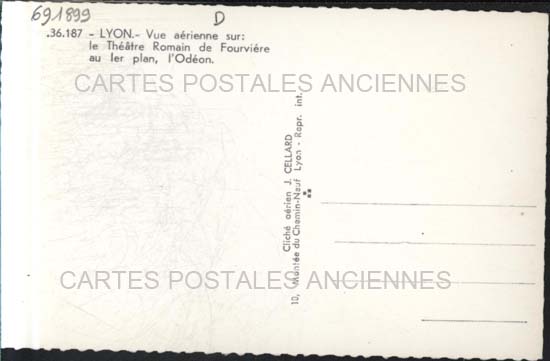 691899
D
.36.187 - LYON.- Vue aérienne sur:
le Théâtre Romain de Fourvière
au 1er plan, l'Odéon.
CARTES POSTALES ANCIENNES
Cliché aérien J. CELLARD
10, Montée du Chemin-Neuf Lyon - Repr. int.
CARTES POSTALES ANCIENNES